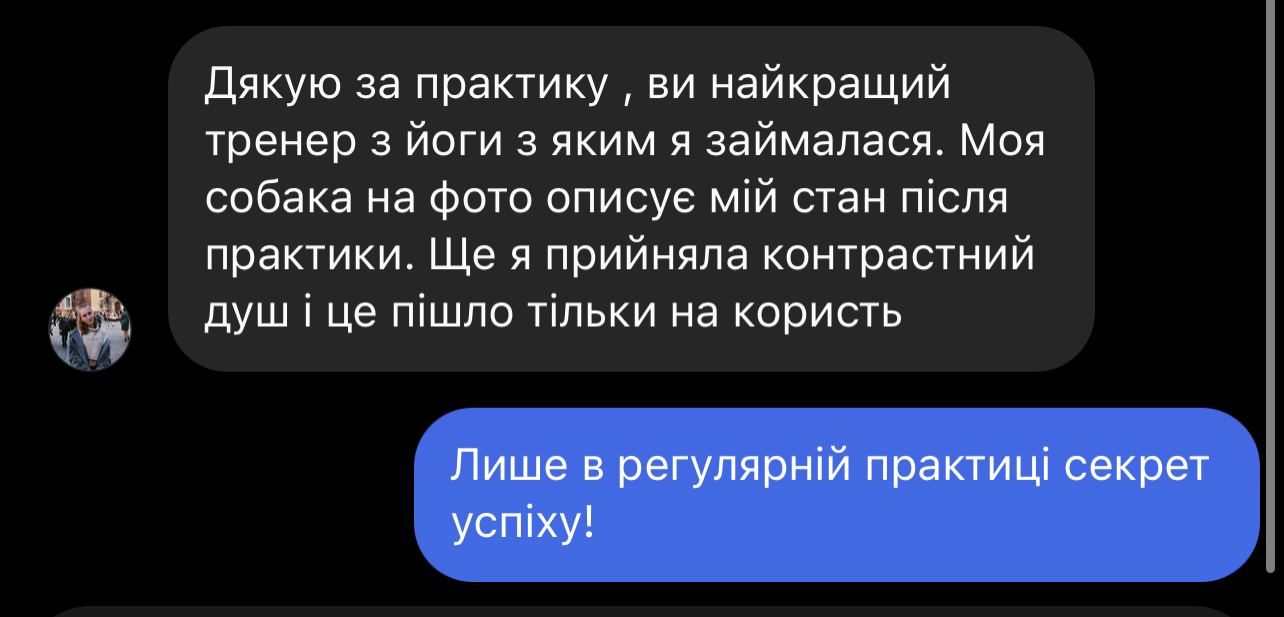 Дякую за практику , ви найкращий
тренер з йоги з яким я займалася. Моя
собака на фото описує мій стан після
практики. Ще я прийняла контрастний
душ і це пішло тільки на користь
Лише в регулярній практиці секрет
успіху!